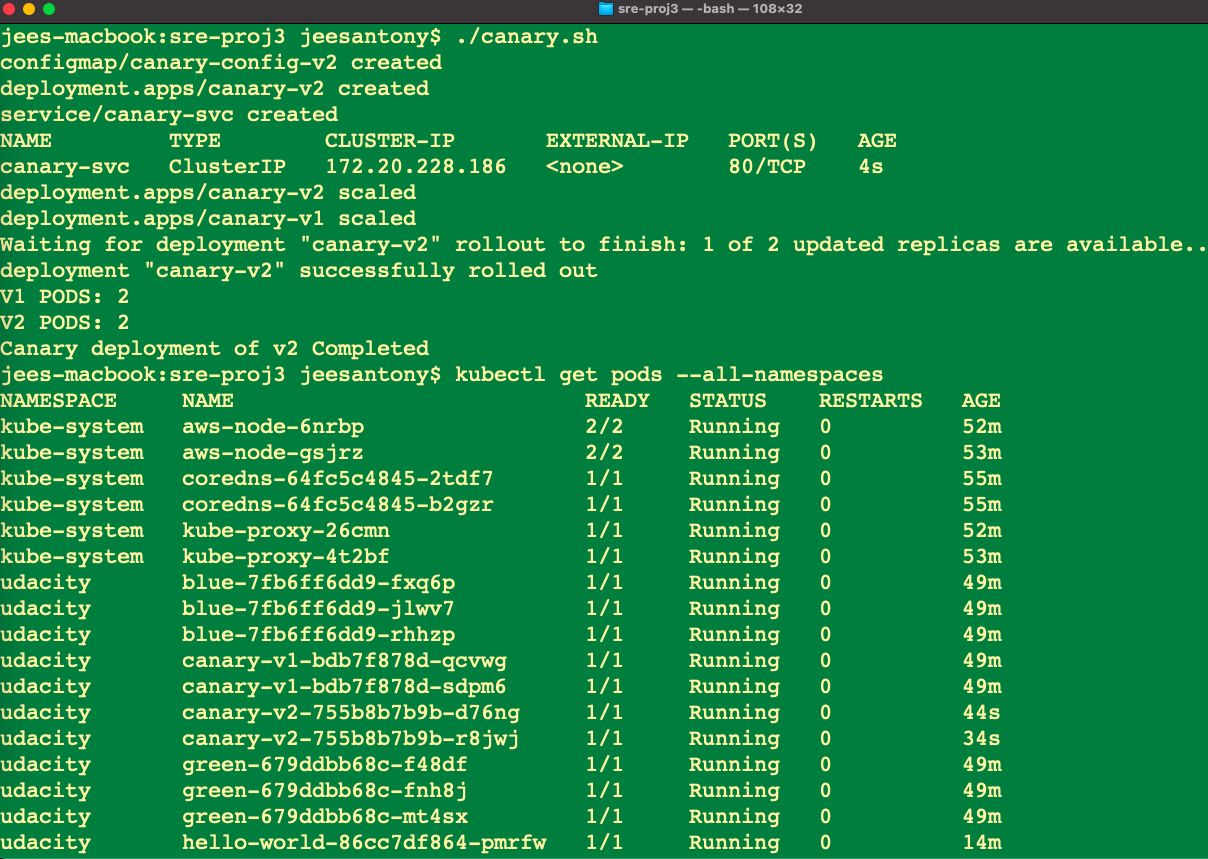 sre-proj3 — -bash — 108×32
jees-macbook:sre-proj3 jeesantony$ ./canary.sh
configmap/canary-config-v2 created
deployment.apps/canary-v2 created
service/canary-svc created
NAME         TYPE        CLUSTER-IP       EXTERNAL-IP   PORT(S)   AGE
canary-svc   ClusterIP   172.20.228.186   <none>        80/TCP    4s
deployment.apps/canary-v2 scaled
deployment.apps/canary-v1 scaled
Waiting for deployment "canary-v2" rollout to finish: 1 of 2 updated replicas are available..
deployment "canary-v2" successfully rolled out
V1 PODS: 2
V2 PODS: 2
Canary deployment of v2 Completed
jees-macbook:sre-proj3 jeesantony$ kubectl get pods --all-namespaces
NAMESPACE     NAME                           READY   STATUS    RESTARTS   AGE
kube-system   aws-node-6nrbp                 2/2     Running   0          52m
kube-system   aws-node-gsjrz                 2/2     Running   0          53m
kube-system   coredns-64fc5c4845-2tdf7       1/1     Running   0          55m
kube-system   coredns-64fc5c4845-b2gzr       1/1     Running   0          55m
kube-system   kube-proxy-26cmn               1/1     Running   0          52m
kube-system   kube-proxy-4t2bf               1/1     Running   0          53m
udacity       blue-7fb6ff6dd9-fxq6p          1/1     Running   0          49m
udacity       blue-7fb6ff6dd9-jlwv7          1/1     Running   0          49m
udacity       blue-7fb6ff6dd9-rhhzp          1/1     Running   0          49m
udacity       canary-v1-bdb7f878d-qcvwg      1/1     Running   0          49m
udacity       canary-v1-bdb7f878d-sdpm6      1/1     Running   0          49m
udacity       canary-v2-755b8b7b9b-d76ng     1/1     Running   0          44s
udacity       canary-v2-755b8b7b9b-r8jwj     1/1     Running   0          34s
udacity       green-679ddbb68c-f48df         1/1     Running   0          49m
udacity       green-679ddbb68c-fnh8j         1/1     Running   0          49m
udacity       green-679ddbb68c-mt4sx         1/1     Running   0          49m
udacity       hello-world-86cc7df864-pmrfw   1/1     Running   0          14m